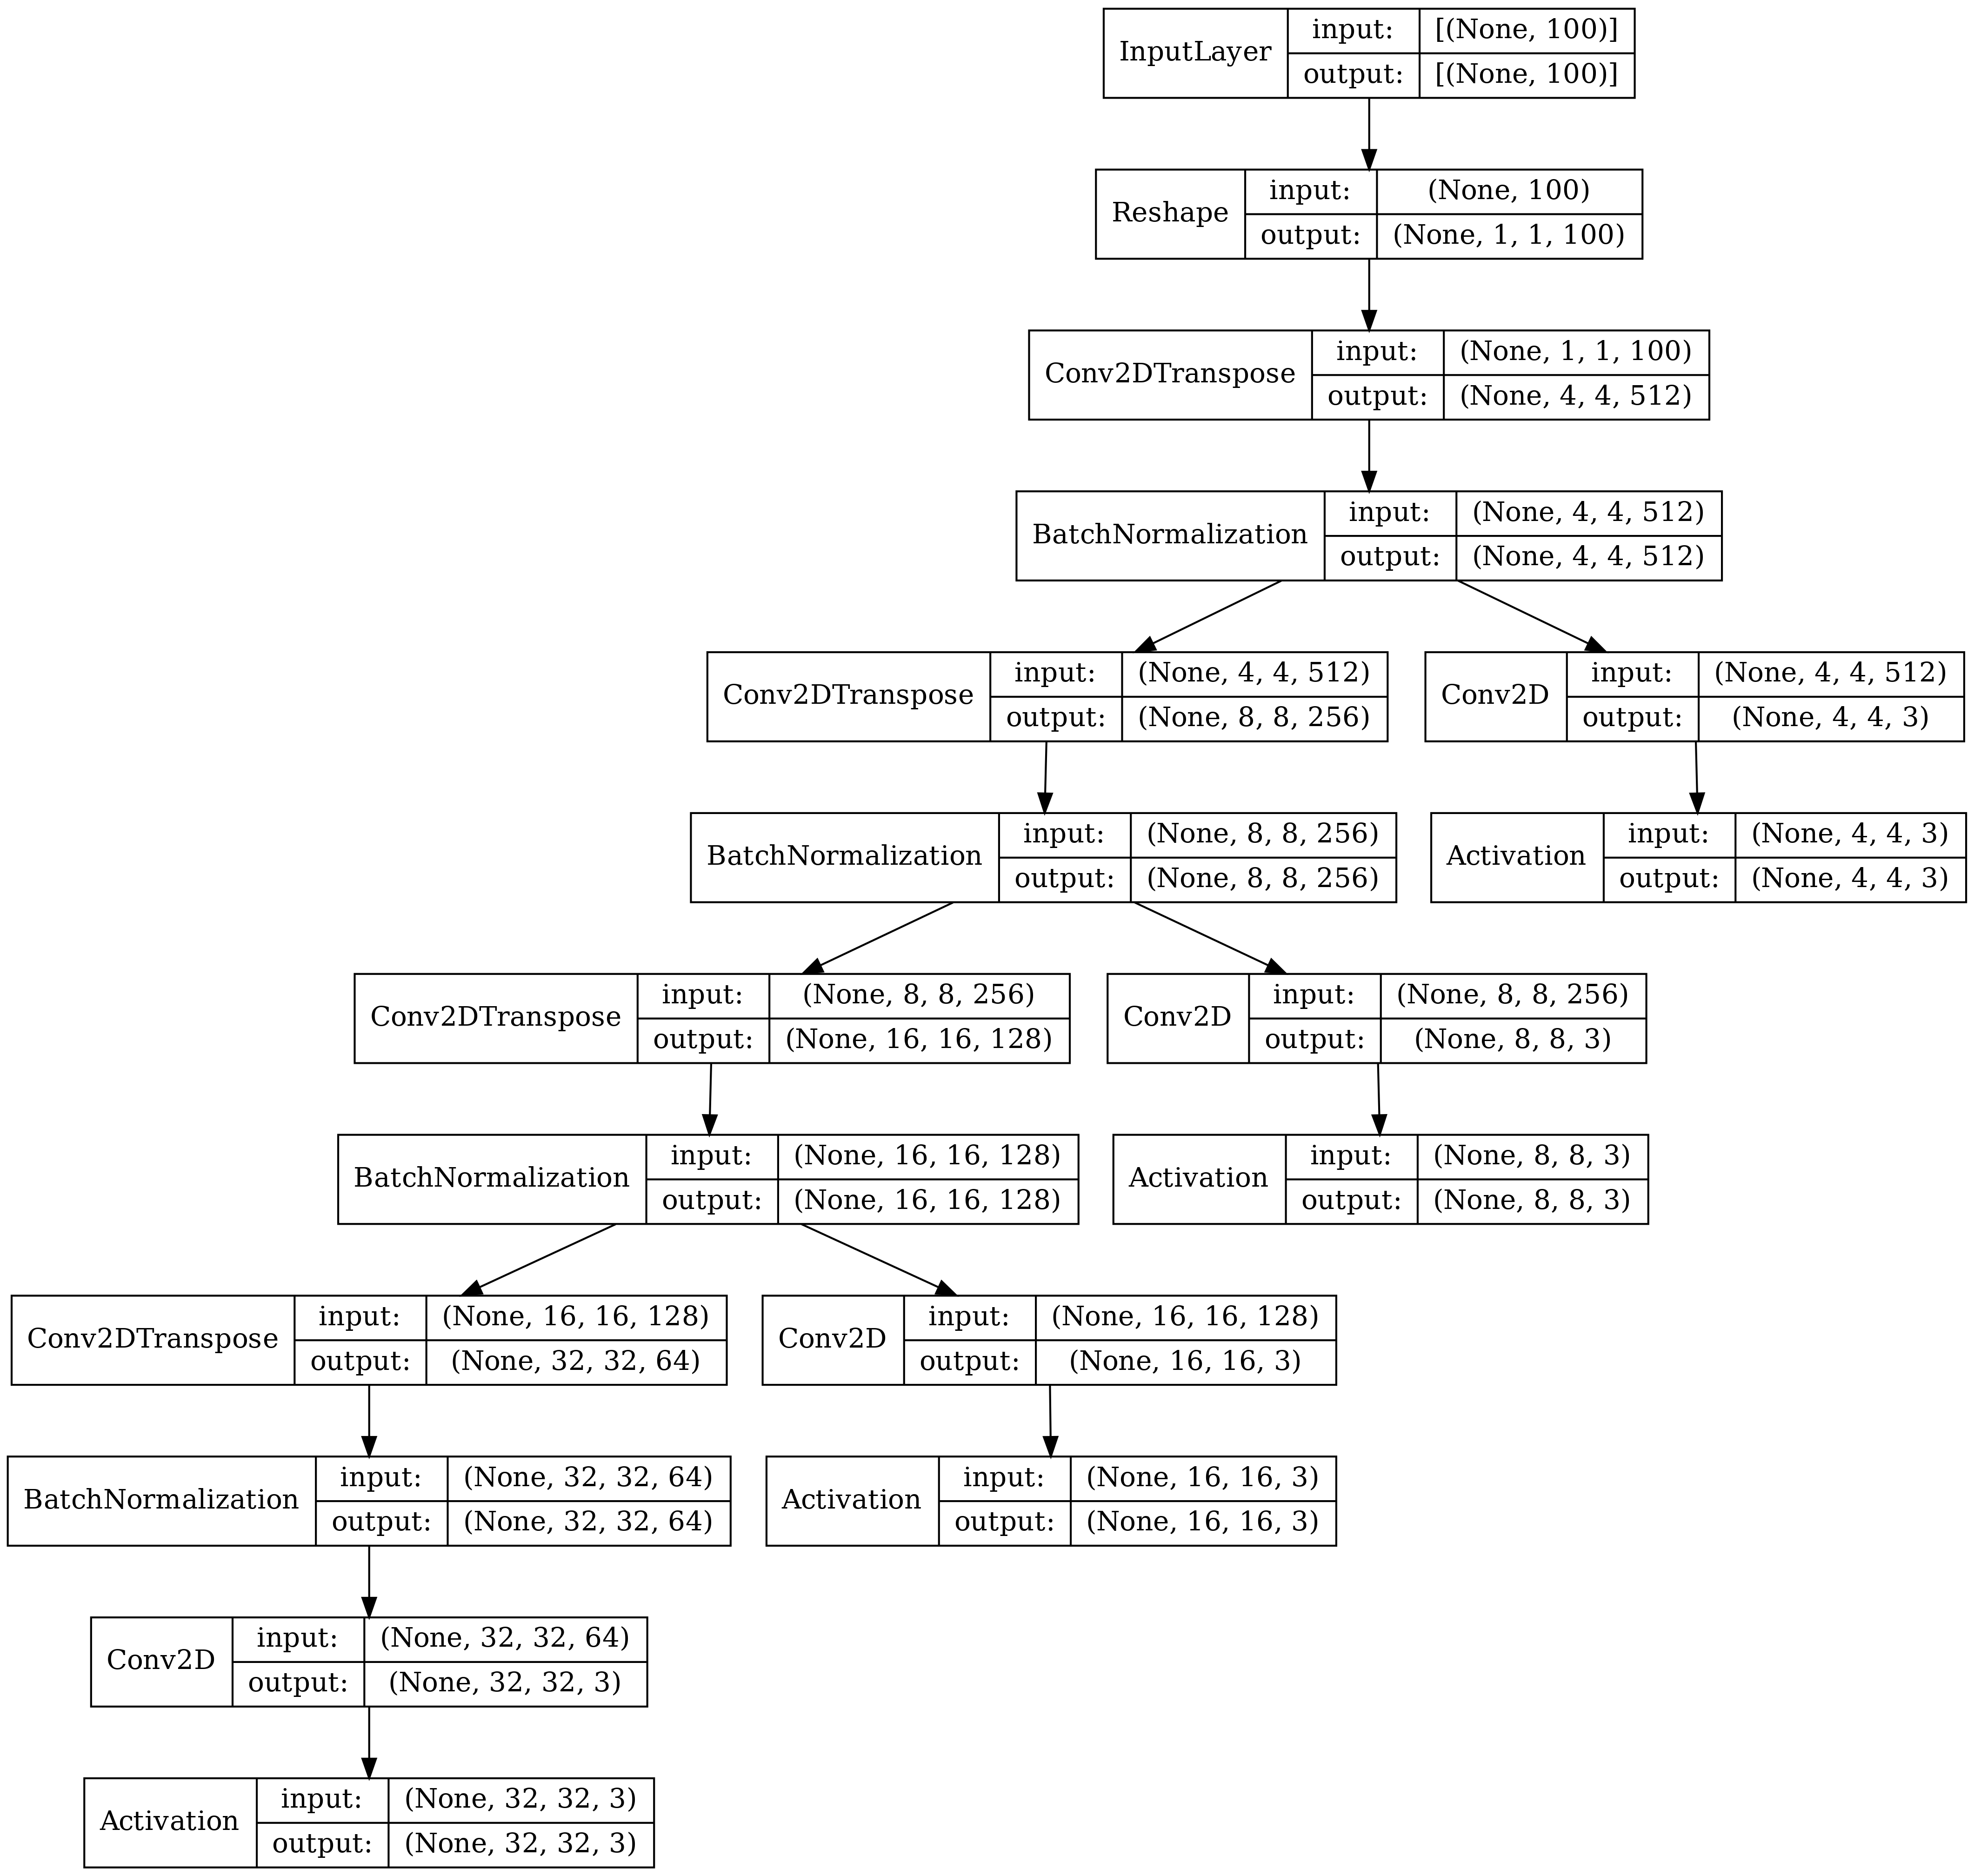 InputLayer input: [(None, 100)]
output: [(None, 100)]
Reshape input: (None, 100)
output: (None, 1, 1, 100)
Conv2DTranspose input: (None, 1, 1, 100)
output: (None, 4, 4, 512)
BatchNormalization input: (None, 4, 4, 512)
output: (None, 4, 4, 512)
Conv2DTranspose input: (None, 4, 4, 512)
output: (None, 8, 8, 256)
Conv2D input: (None, 4, 4, 512)
output: (None, 4, 4, 3)
BatchNormalization input: (None, 8, 8, 256)
output: (None, 8, 8, 256)
Activation input: (None, 4, 4, 3)
output: (None, 4, 4, 3)
Conv2DTranspose input: (None, 8, 8, 256)
output: (None, 16, 16, 128)
Conv2D input: (None, 8, 8, 256)
output: (None, 8, 8, 3)
BatchNormalization input: (None, 16, 16, 128)
output: (None, 16, 16, 128)
Activation input: (None, 8, 8, 3)
output: (None, 8, 8, 3)
Conv2DTranspose input: (None, 16, 16, 128)
output: (None, 32, 32, 64)
Conv2D input: (None, 16, 16, 128)
output: (None, 16, 16, 3)
BatchNormalization input: (None, 32, 32, 64)
output: (None, 32, 32, 64)
Activation input: (None, 16, 16, 3)
output: (None, 16, 16, 3)
Conv2D input: (None, 32, 32, 64)
output: (None, 32, 32, 3)
Activation input: (None, 32, 32, 3)
output: (None, 32, 32, 3)